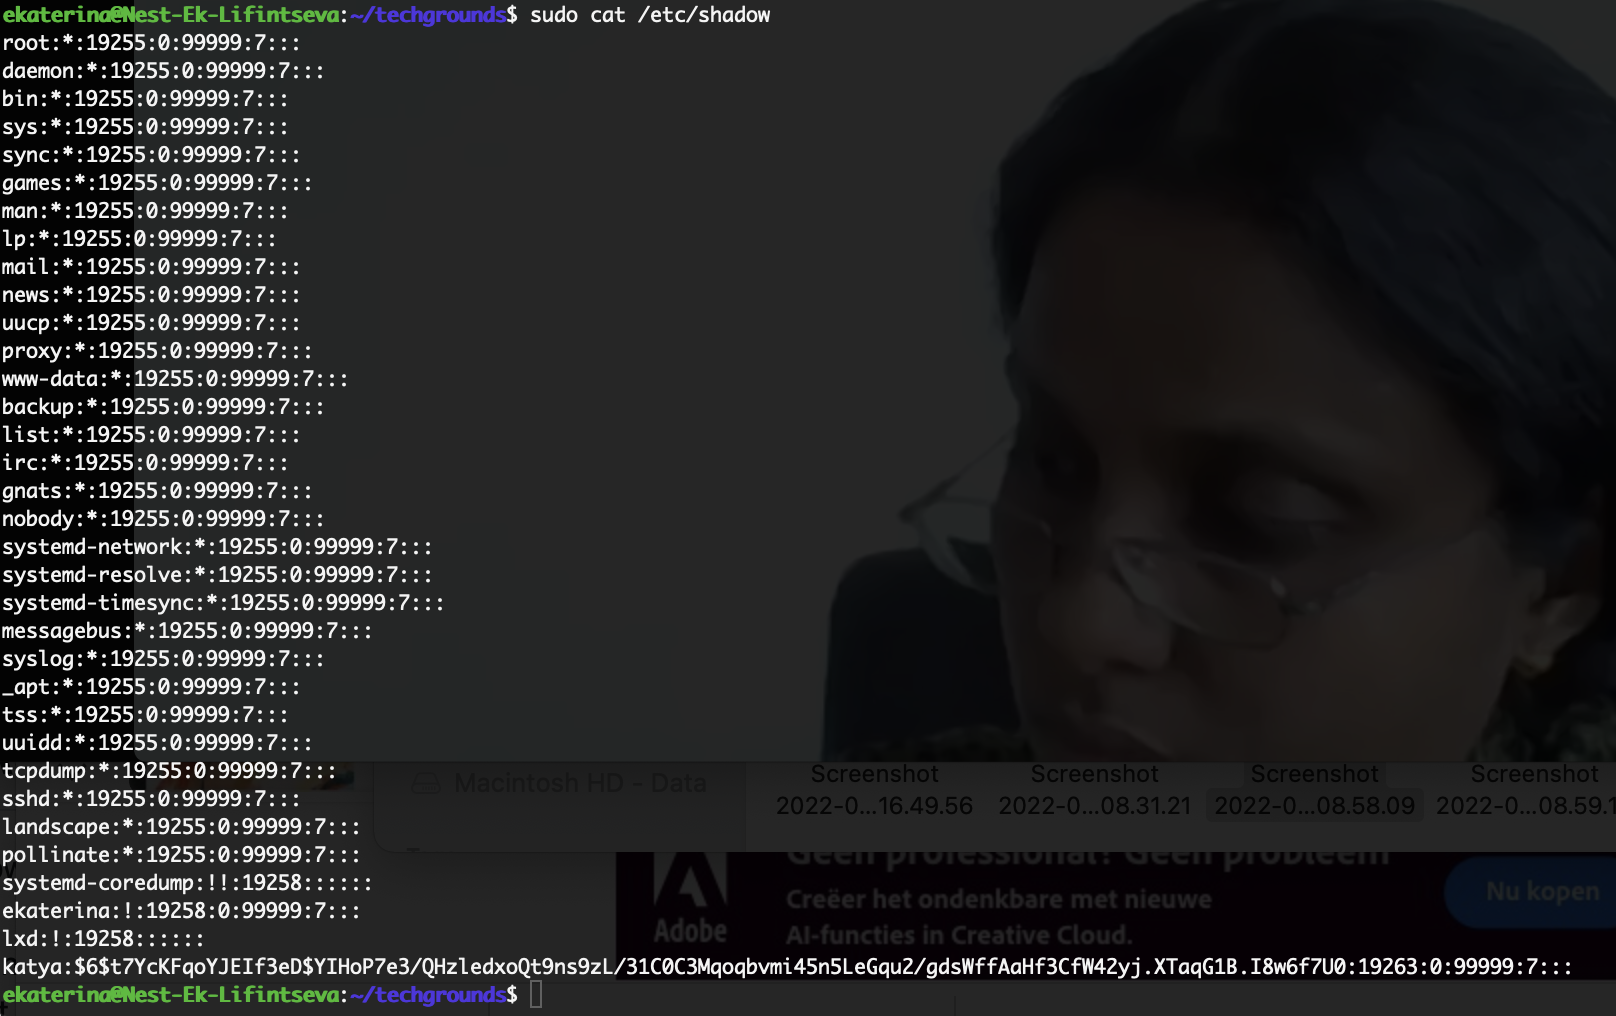 ekaterina@Nest-Ek-Lifintseva:~/techgrounds$ sudo cat /etc/shadow
root:*:19255:0:99999:7:::
daemon:*:19255:0:99999:7:::
bin:*:19255:0:99999:7:::
sys:*:19255:0:99999:7:::
sync:*:19255:0:99999:7:::
games:*:19255:0:99999:7:::
man:*:19255:0:99999:7:::
lp:*:19255:0:99999:7:::
mail:*:19255:0:99999:7:::
news:*:19255:0:99999:7:::
uucp:*:19255:0:99999:7:::
proxy:*:19255:0:99999:7:::
www-data:*:19255:0:99999:7:::
backup:*:19255:0:99999:7:::
list:*:19255:0:99999:7:::
irc:*:19255:0:99999:7:::
gnats:*:19255:0:99999:7:::
nobody:*:19255:0:99999:7:::
systemd-network:*:19255:0:99999:7:::
systemd-resolve:*:19255:0:99999:7:::
systemd-timesync:*:19255:0:99999:7:::
messagebus:*:19255:0:99999:7:::
syslog:*:19255:0:99999:7:::
_apt:*:19255:0:99999:7:::
tss:*:19255:0:99999:7:::
uuidd:*:19255:0:99999:7:::
tcpdump:*:19255:0:99999:7:::
sshd:*:19255:0:99999:7:::
landscape:*:19255:0:99999:7:::
pollinate:*:19255:0:99999:7:::
systemd-coredump:!!:19258::::::
ekaterina:!:19258:0:99999:7:::
lxd:!:19258::::::
katya:$6$t7YcKFqoYJEIf3eD$YIHoP7e3/QHzledxoQt9ns9zL/31C0C3Mqoqbvmi45n5LeGqu2/gdsWffAaHf3CfW42yj.XTaqG1B.I8w6f7U0:19263:0:99999:7:::
ekaterina@Nest-Ek-Lifintseva:~/techgrounds$
Macintosh HD - Data
Screenshot
2022-0...16.49.56
Screenshot
2022-0...08.31.21
Screenshot
2022-0...08.58.09
Screenshot
2022-0...08.59.1
Adobe
Geen professional? Geen probleem
Creëer het ondenkbare met nieuwe
AI-functies in Creative Cloud.
Nu kopen